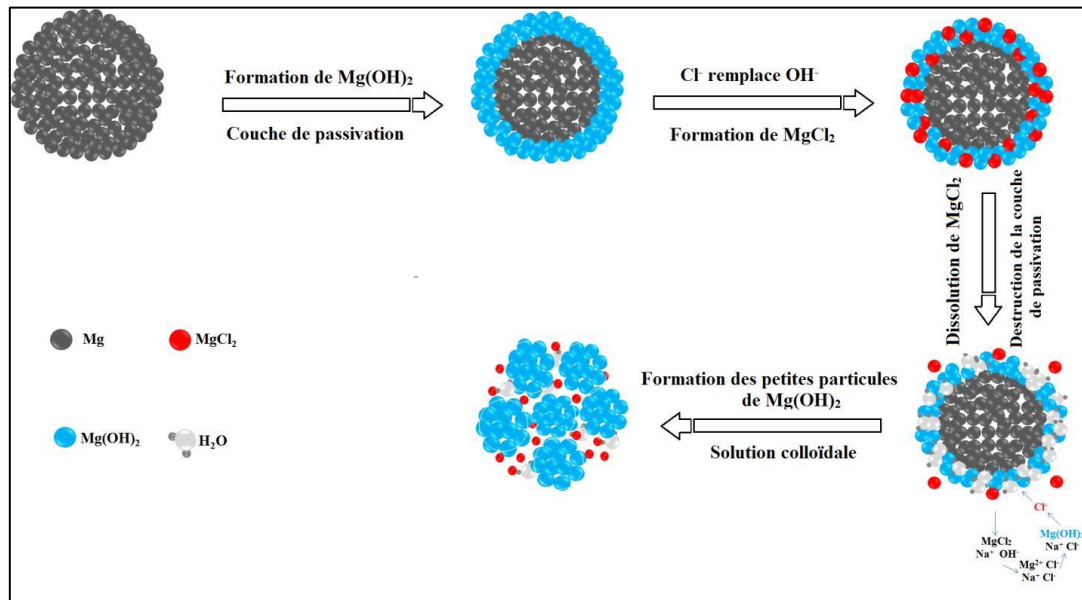 Formation de Mg(OH)₂
Couche de passivation
Cl⁻ remplace OH⁻
Formation de MgCl₂
Dissolution de MgCl₂
Destruction de la couche
de passivation
Formation des petites particules
de Mg(OH)₂
Solution colloïdale
Mg
MgCl₂
Mg(OH)₂
H₂O
Cl⁻
Mg(OH)₂
Na⁺ Cl⁻
MgCl₂
Na⁺ OH⁻
Mg²⁺ Cl⁻
Na⁺ Cl⁻